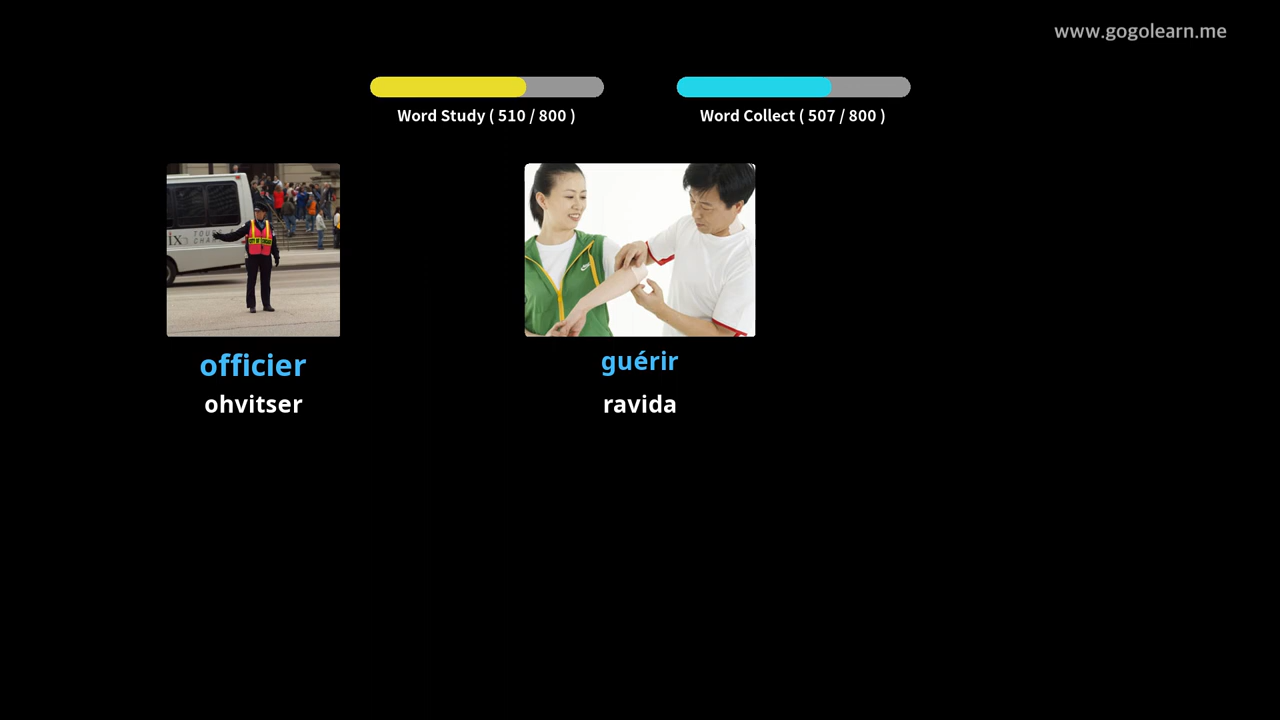 www.gogolearn.me
Word Study ( 510 / 800 )
Word Collect ( 507 / 800 )
officier
ohvitser
guérir
ravida